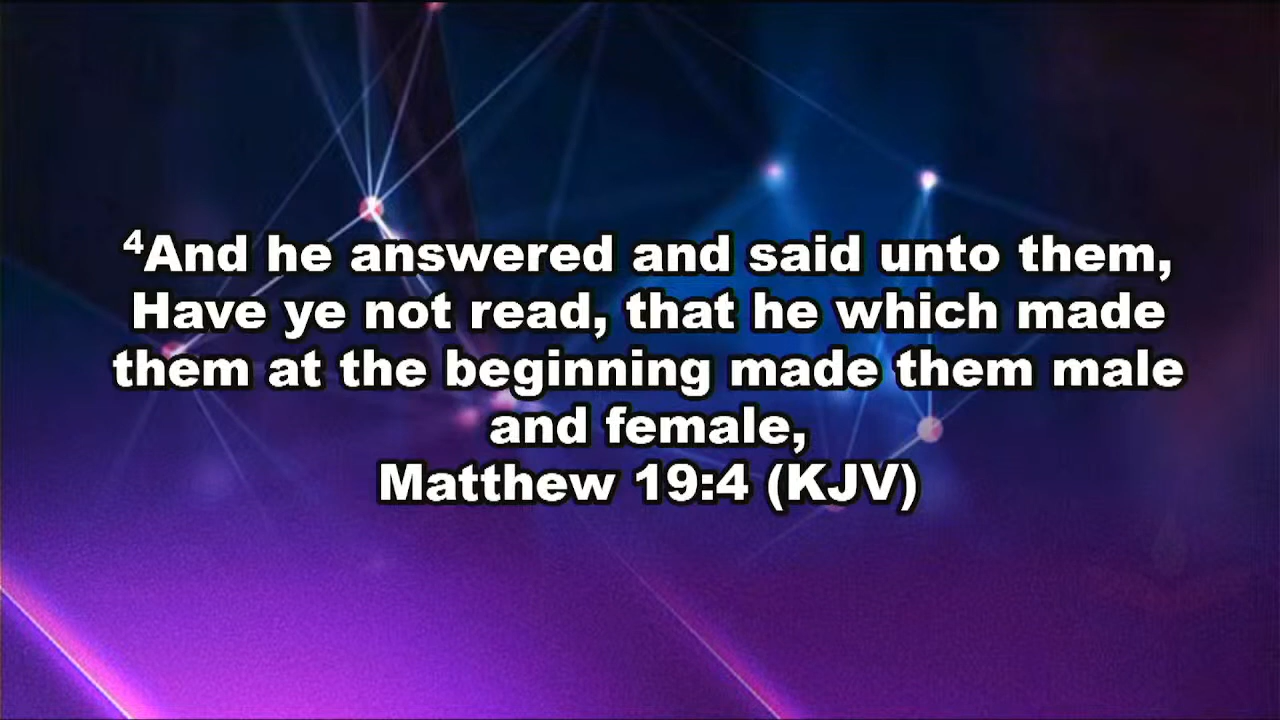 ⁴And he answered and said unto them,
Have ye not read, that he which made
them at the beginning made them male
and female,
Matthew 19:4 (KJV)